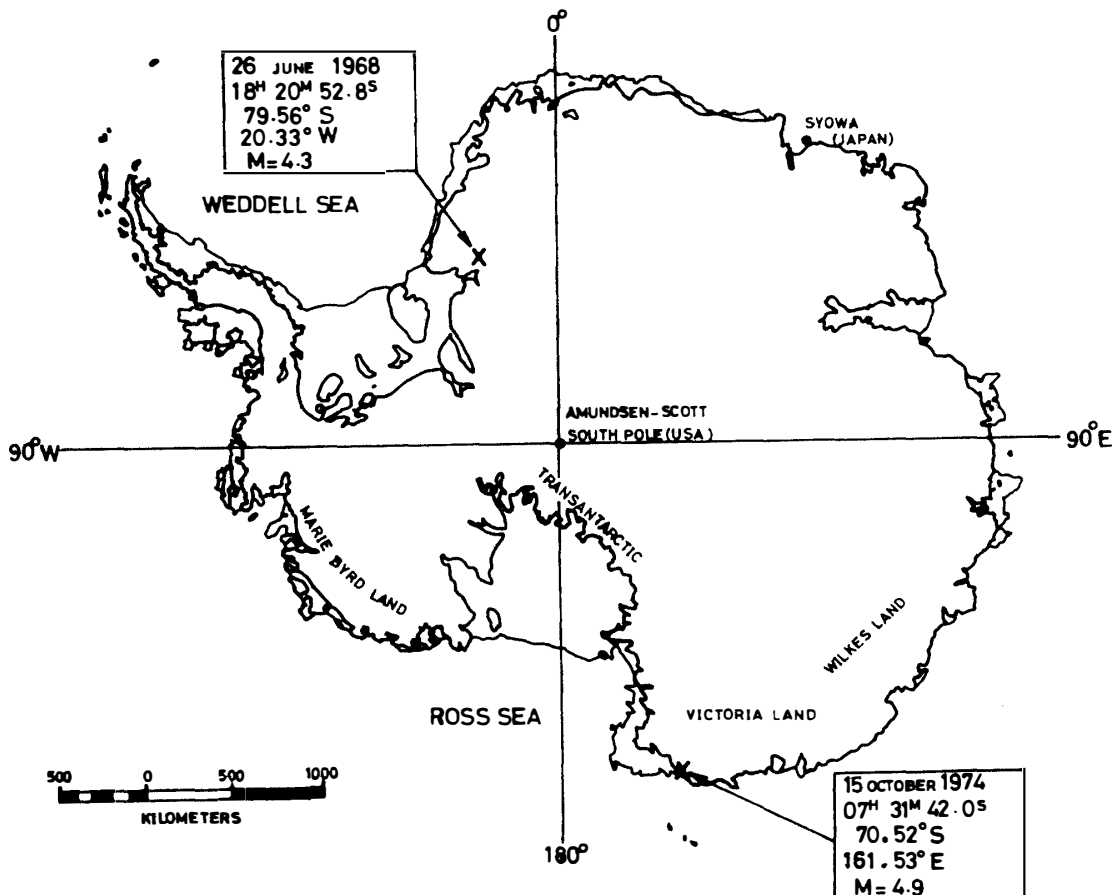 0°
26 JUNE 1968
18ᴴ 20ᴹ 52.8ˢ
79.56° S
20.33° W
M=4.3
SYOWA
(JAPAN)
WEDDELL SEA
AMUNDSEN-SCOTT
SOUTH POLE(USA)
90°W
90°E
TRANSANTARCTIC
MARIE BYRD LAND
WILKES LAND
ROSS SEA
VICTORIA LAND
500 0 500 1000
KILOMETERS
15 OCTOBER 1974
07ᴴ 31ᴹ 42.0ˢ
70.52° S
161.53° E
M=4.9
180°